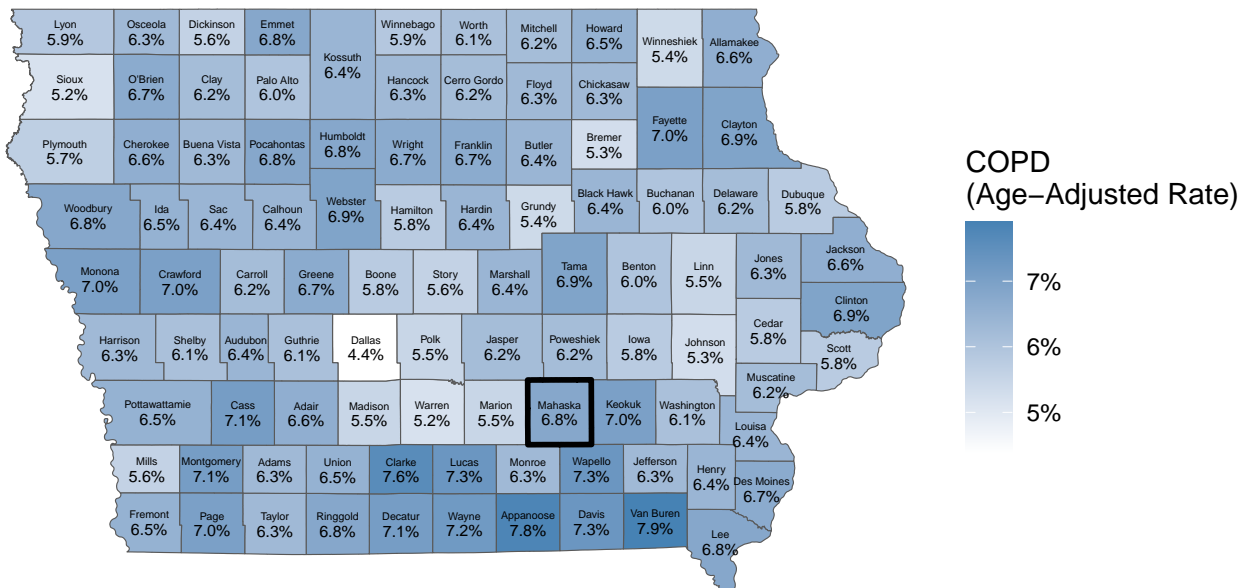 Lyon
5.9%
Osceola
6.3%
Dickinson
5.6%
Emmet
6.8%
Kossuth
6.4%
Winnebago
5.9%
Worth
6.1%
Mitchell
6.2%
Howard
6.5%
Winneshiek
5.4%
Allamakee
6.6%
Sioux
5.2%
O'Brien
6.7%
Clay
6.2%
Palo Alto
6.0%
Hancock
6.3%
Cerro Gordo
6.2%
Floyd
6.3%
Chickasaw
6.3%
Plymouth
5.7%
Cherokee
6.6%
Buena Vista
6.3%
Pocahontas
6.8%
Humboldt
6.8%
Wright
6.7%
Franklin
6.7%
Butler
6.4%
Bremer
5.3%
Fayette
7.0%
Clayton
6.9%
Woodbury
6.8%
Ida
6.5%
Sac
6.4%
Calhoun
6.4%
Webster
6.9%
Hamilton
5.8%
Hardin
6.4%
Grundy
5.4%
Black Hawk
6.4%
Buchanan
6.0%
Delaware
6.2%
Dubuque
5.8%
Monona
7.0%
Crawford
7.0%
Carroll
6.2%
Greene
6.7%
Boone
5.8%
Story
5.6%
Marshall
6.4%
Tama
6.9%
Benton
6.0%
Linn
5.5%
Jones
6.3%
Jackson
6.6%
Clinton
6.9%
Harrison
6.3%
Shelby
6.1%
Audubon
6.4%
Guthrie
6.1%
Dallas
4.4%
Polk
5.5%
Jasper
6.2%
Poweshiek
6.2%
Iowa
5.8%
Johnson
5.3%
Cedar
5.8%
Scott
5.8%
Muscatine
6.2%
Pottawattamie
6.5%
Cass
7.1%
Adair
6.6%
Madison
5.5%
Warren
5.2%
Marion
5.5%
Mahaska
6.8%
Keokuk
7.0%
Washington
6.1%
Louisa
6.4%
Mills
5.6%
Montgomery
7.1%
Adams
6.3%
Union
6.5%
Clarke
7.6%
Lucas
7.3%
Monroe
6.3%
Wapello
7.3%
Jefferson
6.3%
Henry
6.4%
Des Moines
6.7%
Fremont
6.5%
Page
7.0%
Taylor
6.3%
Ringgold
6.8%
Decatur
7.1%
Wayne
7.2%
Appanoose
7.8%
Davis
7.3%
Van Buren
7.9%
Lee
6.8%
COPD
(Age−Adjusted Rate)
7%
6%
5%